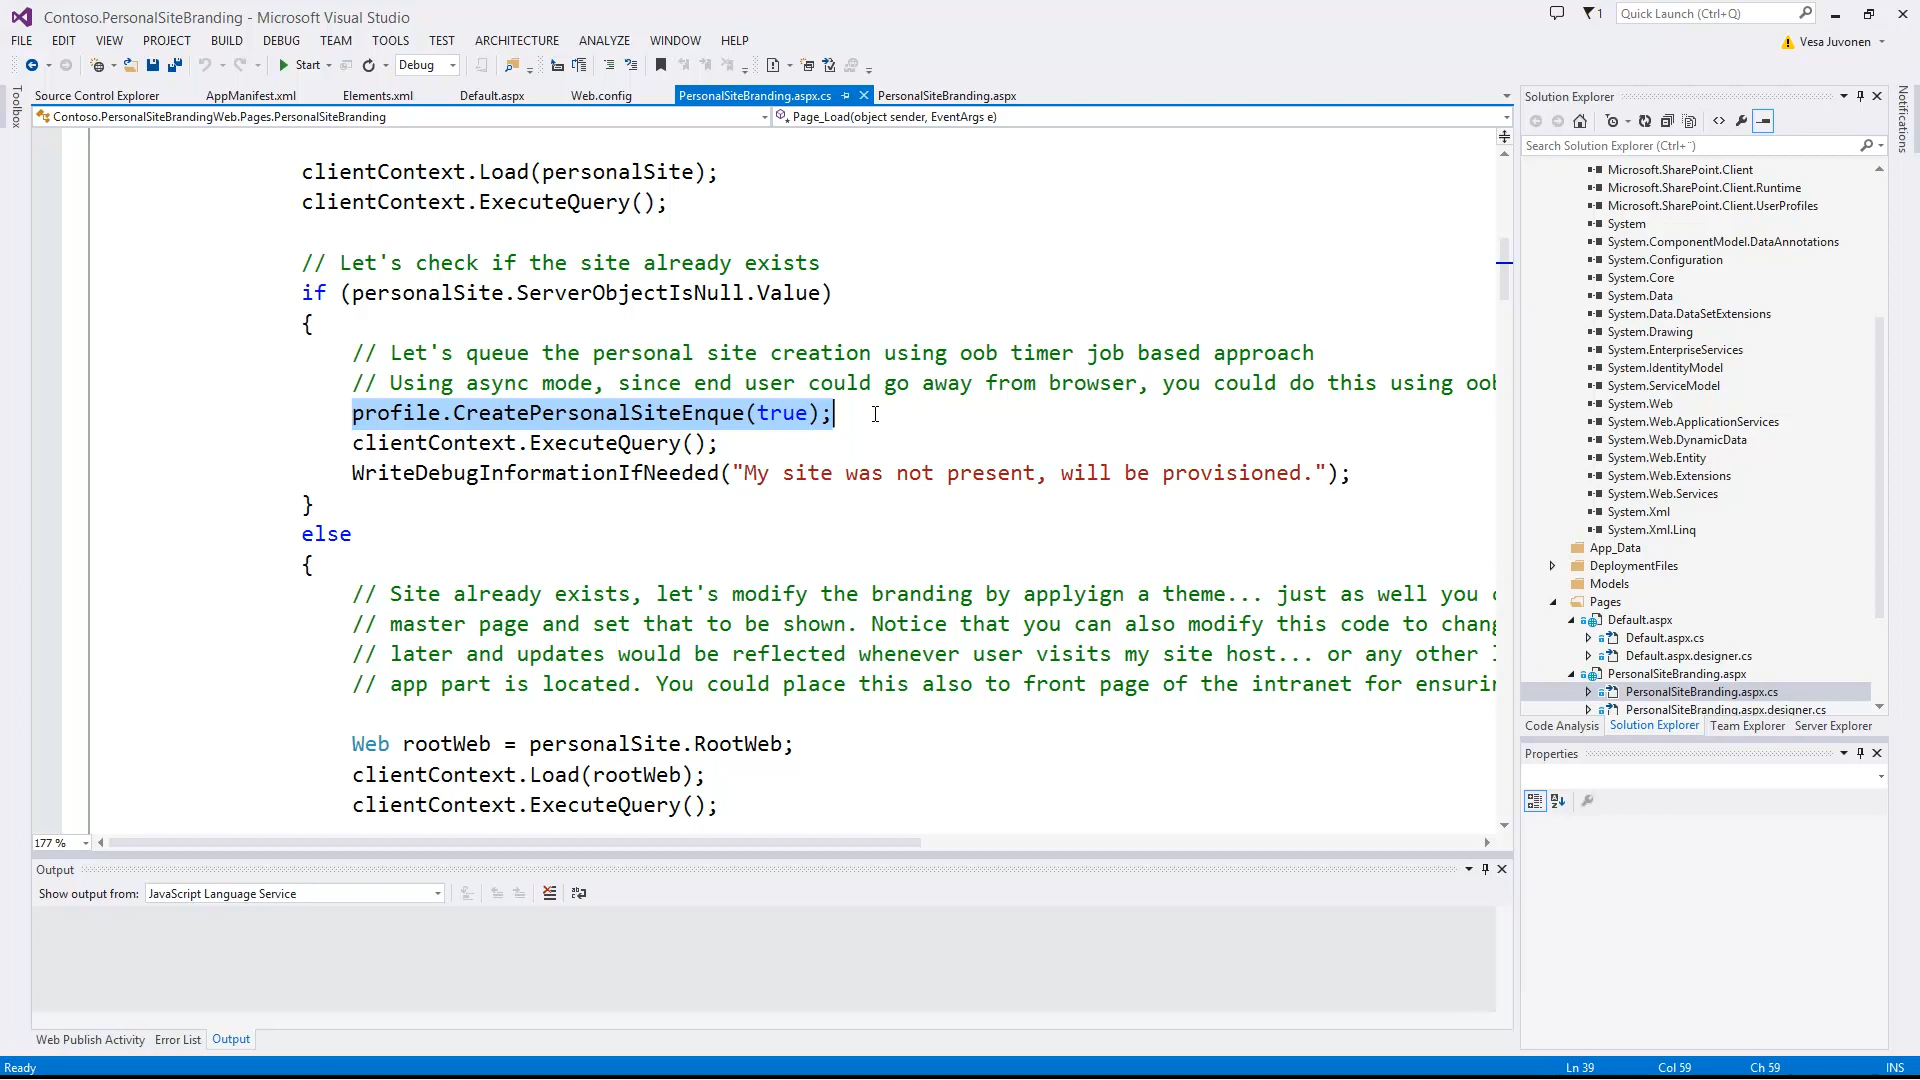 Contoso.PersonalSiteBranding - Microsoft Visual Studio
1
Quick Launch (Ctrl+Q)
FILE EDIT VIEW PROJECT BUILD DEBUG TEAM TOOLS TEST ARCHITECTURE ANALYZE WINDOW HELP
Vesa Juvonen
Start Debug
Toolbox
Source Control Explorer AppManifest.xml Elements.xml Default.aspx Web.config PersonalSiteBranding.aspx.cs PersonalSiteBranding.aspx
Contoso.PersonalSiteBrandingWeb.Pages.PersonalSiteBranding Page_Load(object sender, EventArgs e)
clientContext.Load(personalSite);
clientContext.ExecuteQuery();
// Let's check if the site already exists
if (personalSite.ServerObjectIsNull.Value)
{
// Let's queue the personal site creation using oob timer job based approach
// Using async mode, since end user could go away from browser, you could do this using oob
profile.CreatePersonalSiteEnque(true);
clientContext.ExecuteQuery();
WriteDebugInformationIfNeeded("My site was not present, will be provisioned.");
}
else
{
// Site already exists, let's modify the branding by applyign a theme... just as well you
// master page and set that to be shown. Notice that you can also modify this code to chang
// later and updates would be reflected whenever user visits my site host... or any other
// app part is located. You could place this also to front page of the intranet for ensuri
Web rootWeb = personalSite.RootWeb;
clientContext.Load(rootWeb);
clientContext.ExecuteQuery();
177 %
Output
Show output from: JavaScript Language Service
Web Publish Activity Error List Output
Solution Explorer
Search Solution Explorer (Ctrl+¨)
Microsoft.SharePoint.Client
Microsoft.SharePoint.Client.Runtime
Microsoft.SharePoint.Client.UserProfiles
System
System.ComponentModel.DataAnnotations
System.Configuration
System.Core
System.Data
System.Data.DataSetExtensions
System.Drawing
System.EnterpriseServices
System.IdentityModel
System.ServiceModel
System.Web
System.Web.ApplicationServices
System.Web.DynamicData
System.Web.Entity
System.Web.Extensions
System.Web.Services
System.Xml
System.Xml.Linq
App_Data
DeploymentFiles
Models
Pages
Default.aspx
Default.aspx.cs
Default.aspx.designer.cs
PersonalSiteBranding.aspx
PersonalSiteBranding.aspx.cs
PersonalSiteBranding.aspx.designer.cs
Code Analysis Solution Explorer Team Explorer Server Explorer
Properties
Notifications
Ready Ln 39 Col 59 Ch 59 INS